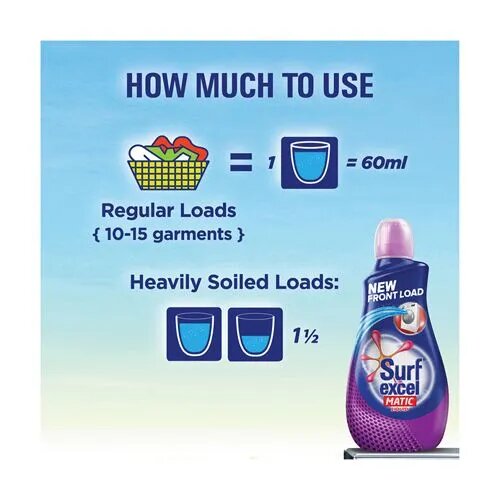 HOW MUCH TO USE
= 1 = 60ml
Regular Loads
{ 10-15 garments }
Heavily Soiled Loads:
1½
NEW
FRONT LOAD
Surf
excel
MATIC